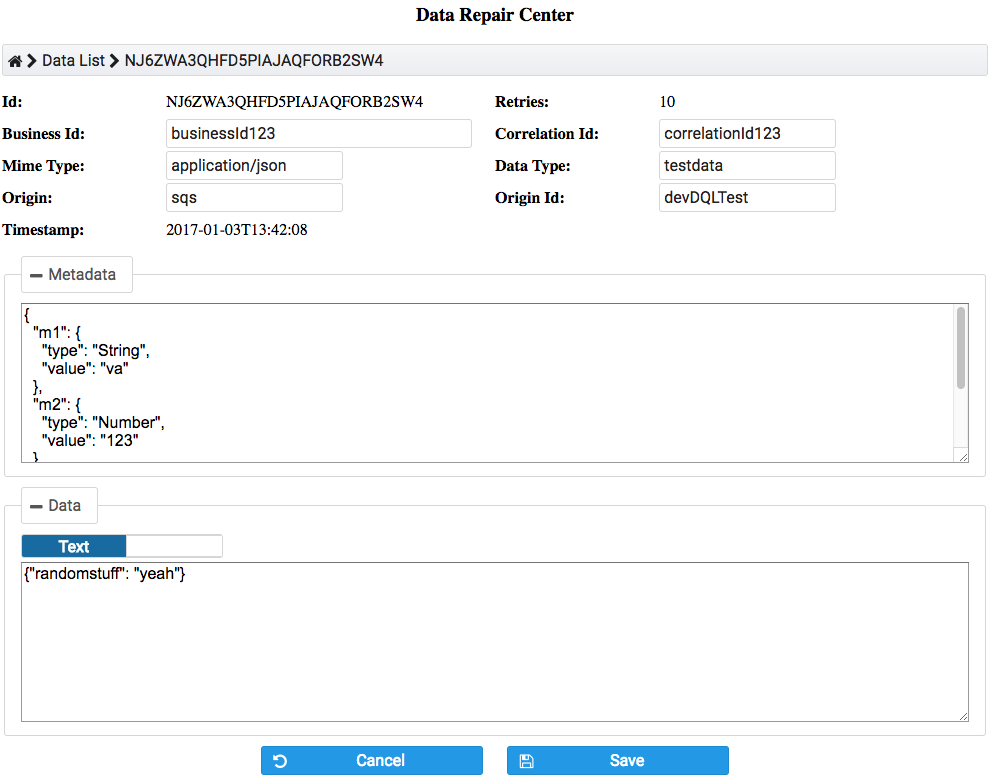 Data Repair Center
Data List NJ6ZWA3QHFD5PIAJAQFORB2SW4
Id: NJ6ZWA3QHFD5PIAJAQFORB2SW4 Retries: 10
Business Id: businessId123 Correlation Id: correlationId123
Mime Type: application/json Data Type: testdata
Origin: sqs Origin Id: devDQLTest
Timestamp: 2017-01-03T13:42:08
Metadata
{
"m1": {
"type": "String",
"value": "va"
},
"m2": {
"type": "Number",
"value": "123"
}
Data
Text
{"randomstuff": "yeah"}
Cancel Save